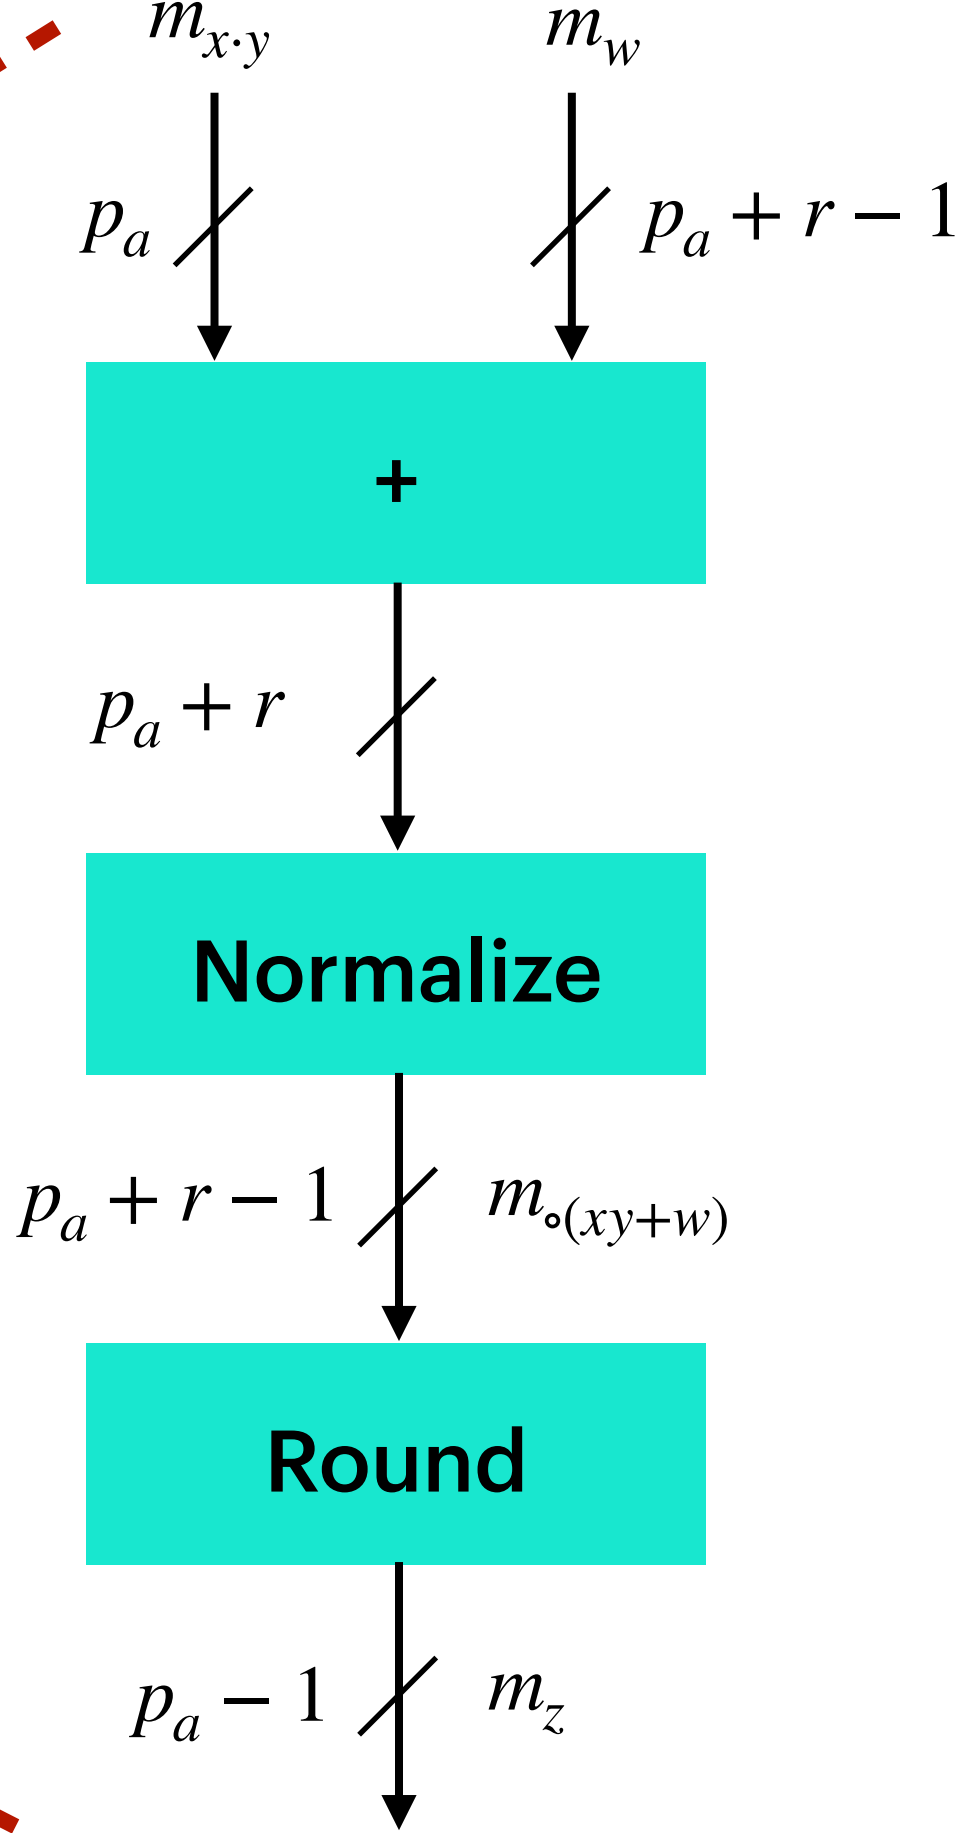 m_{x·y} m_w
p_a p_a + r − 1
+
p_a + r
Normalize
p_a + r − 1 m_{∘(xy+w)}
Round
p_a − 1 m_z